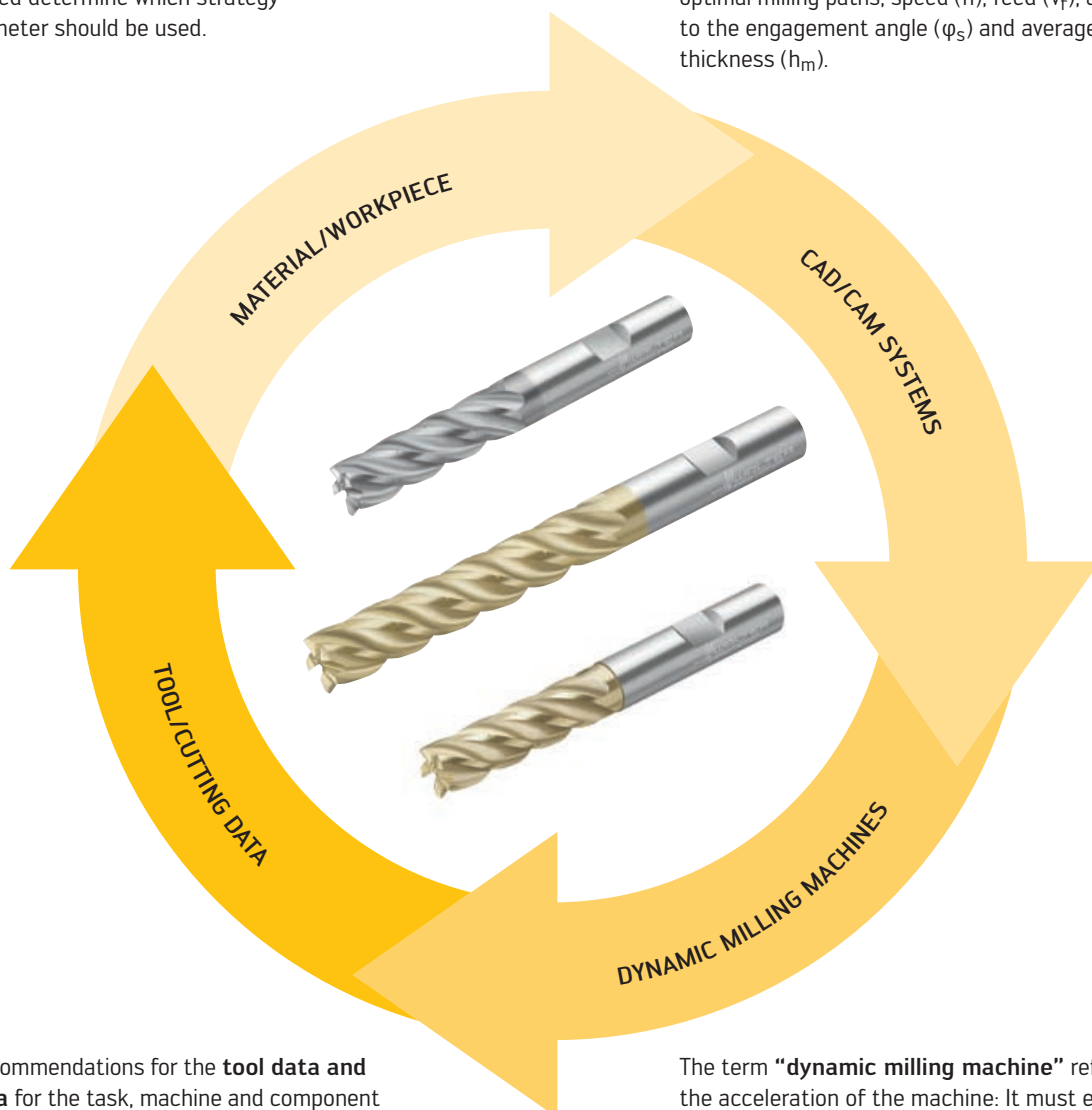 ed determine which strategy
meter should be used.
optimal milling paths, speed (n), feed (vf), a
to the engagement angle (φs) and average
thickness (hm).
MATERIAL/WORKPIECE
CAD/CAM SYSTEMS
TOOL/CUTTING DATA
DYNAMIC MILLING MACHINES
commendations for the tool data and
a for the task, machine and component
The term “dynamic milling machine” ref
the acceleration of the machine: It must e